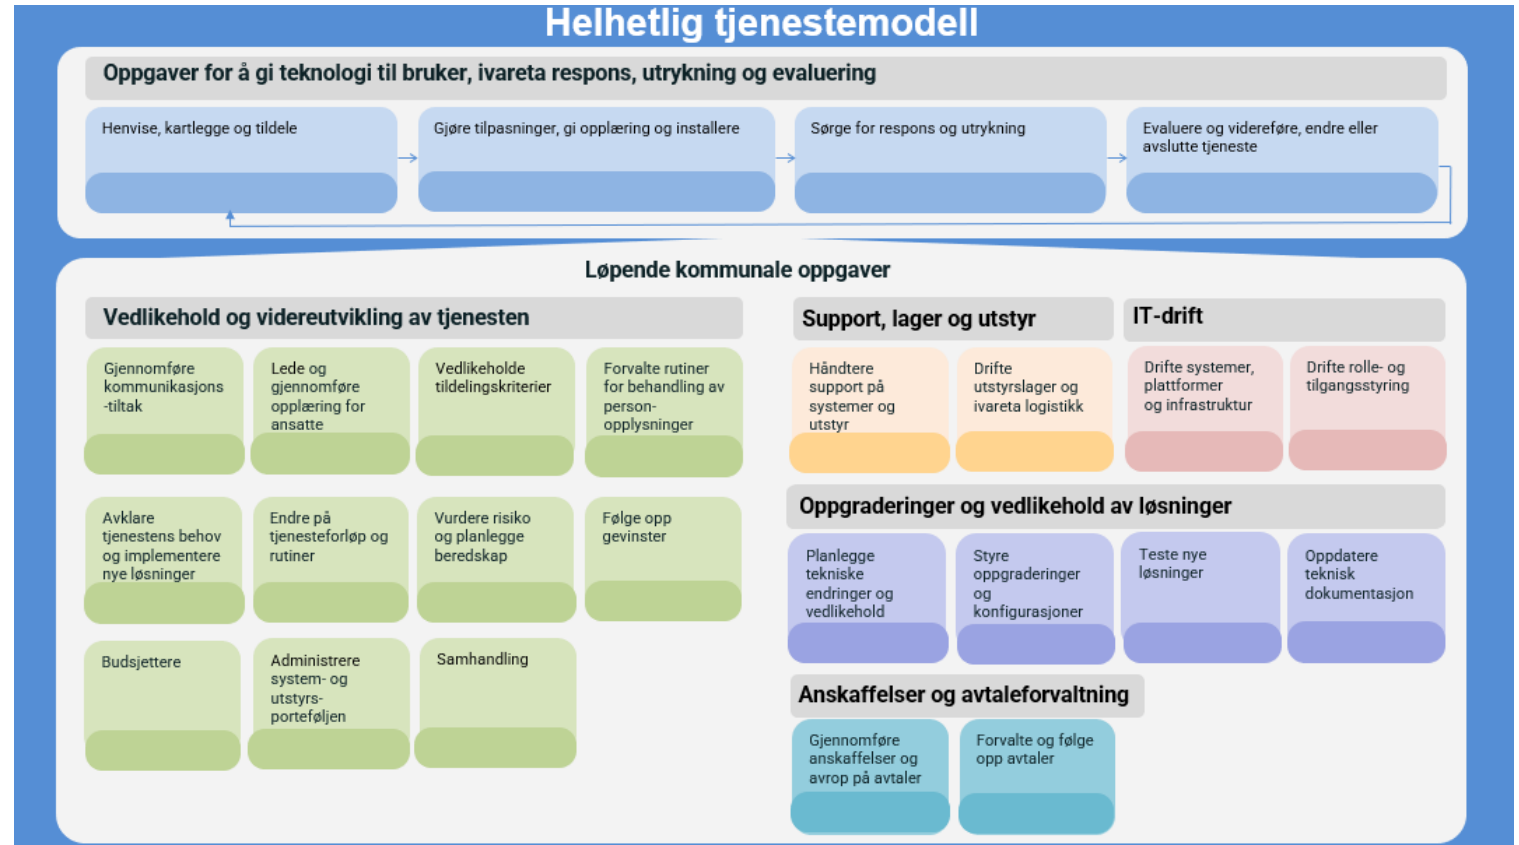 Helhetlig tjenestemodell
Oppgaver for å gi teknologi til bruker, ivareta respons, utrykning og evaluering
Henvise, kartlegge og tildele
Gjøre tilpasninger, gi opplæring og installere
Sørge for respons og utrykning
Evaluere og videreføre, endre eller
avslutte tjeneste
Løpende kommunale oppgaver
Vedlikehold og videreutvikling av tjenesten
Gjennomføre
kommunikasjons
-tiltak
Lede og
gjennomføre
opplæring for
ansatte
Vedlikeholde
tildelingskriterier
Forvalte rutiner
for behandling av
person-
opplysninger
Avklare
tjenestens behov
og implementere
nye løsninger
Endre på
tjenesteforløp og
rutiner
Vurdere risiko
og planlegge
beredskap
Følge opp
gevinster
Budsjettere
Administrere
system- og
utstyrs-
porteføljen
Samhandling
Support, lager og utstyr
Håndtere
support på
systemer og
utstyr
Drifte
utstyrslager og
ivareta logistikk
IT-drift
Drifte systemer,
plattformer
og infrastruktur
Drifte rolle- og
tilgangsstyring
Oppgraderinger og vedlikehold av løsninger
Planlegge
tekniske
endringer og
vedlikehold
Styre
oppgraderinger
og
konfigurasjoner
Teste nye
løsninger
Oppdatere
teknisk
dokumentasjon
Anskaffelser og avtaleforvaltning
Gjennomføre
anskaffelser og
avrop på avtaler
Forvalte og følge
opp avtaler